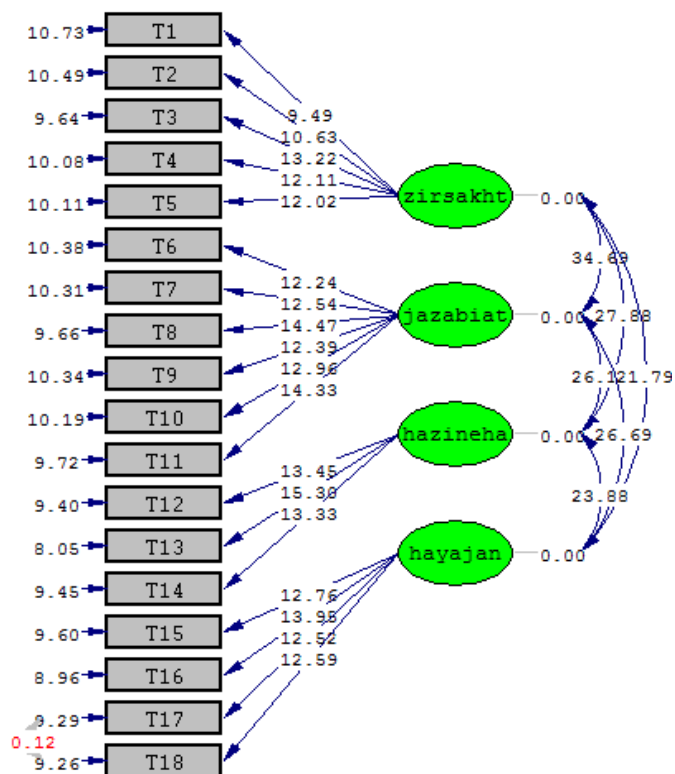 10.73 T1
10.49 T2
9.64 T3
10.08 T4
10.11 T5
10.38 T6
10.31 T7
9.66 T8
10.34 T9
10.19 T10
9.72 T11
9.40 T12
8.05 T13
9.45 T14
9.60 T15
8.96 T16
9.29 T17
0.12
9.26 T18
9.49
10.63
13.22
12.11
12.02
12.24
12.54
14.47
12.39
12.96
14.33
13.45
15.30
13.33
12.76
13.98
12.52
12.59
zirsakht 0.00
jazabiat 0.00
hazineha 0.00
hayajan 0.00
34.69
27.88
21.79
26.69
23.88